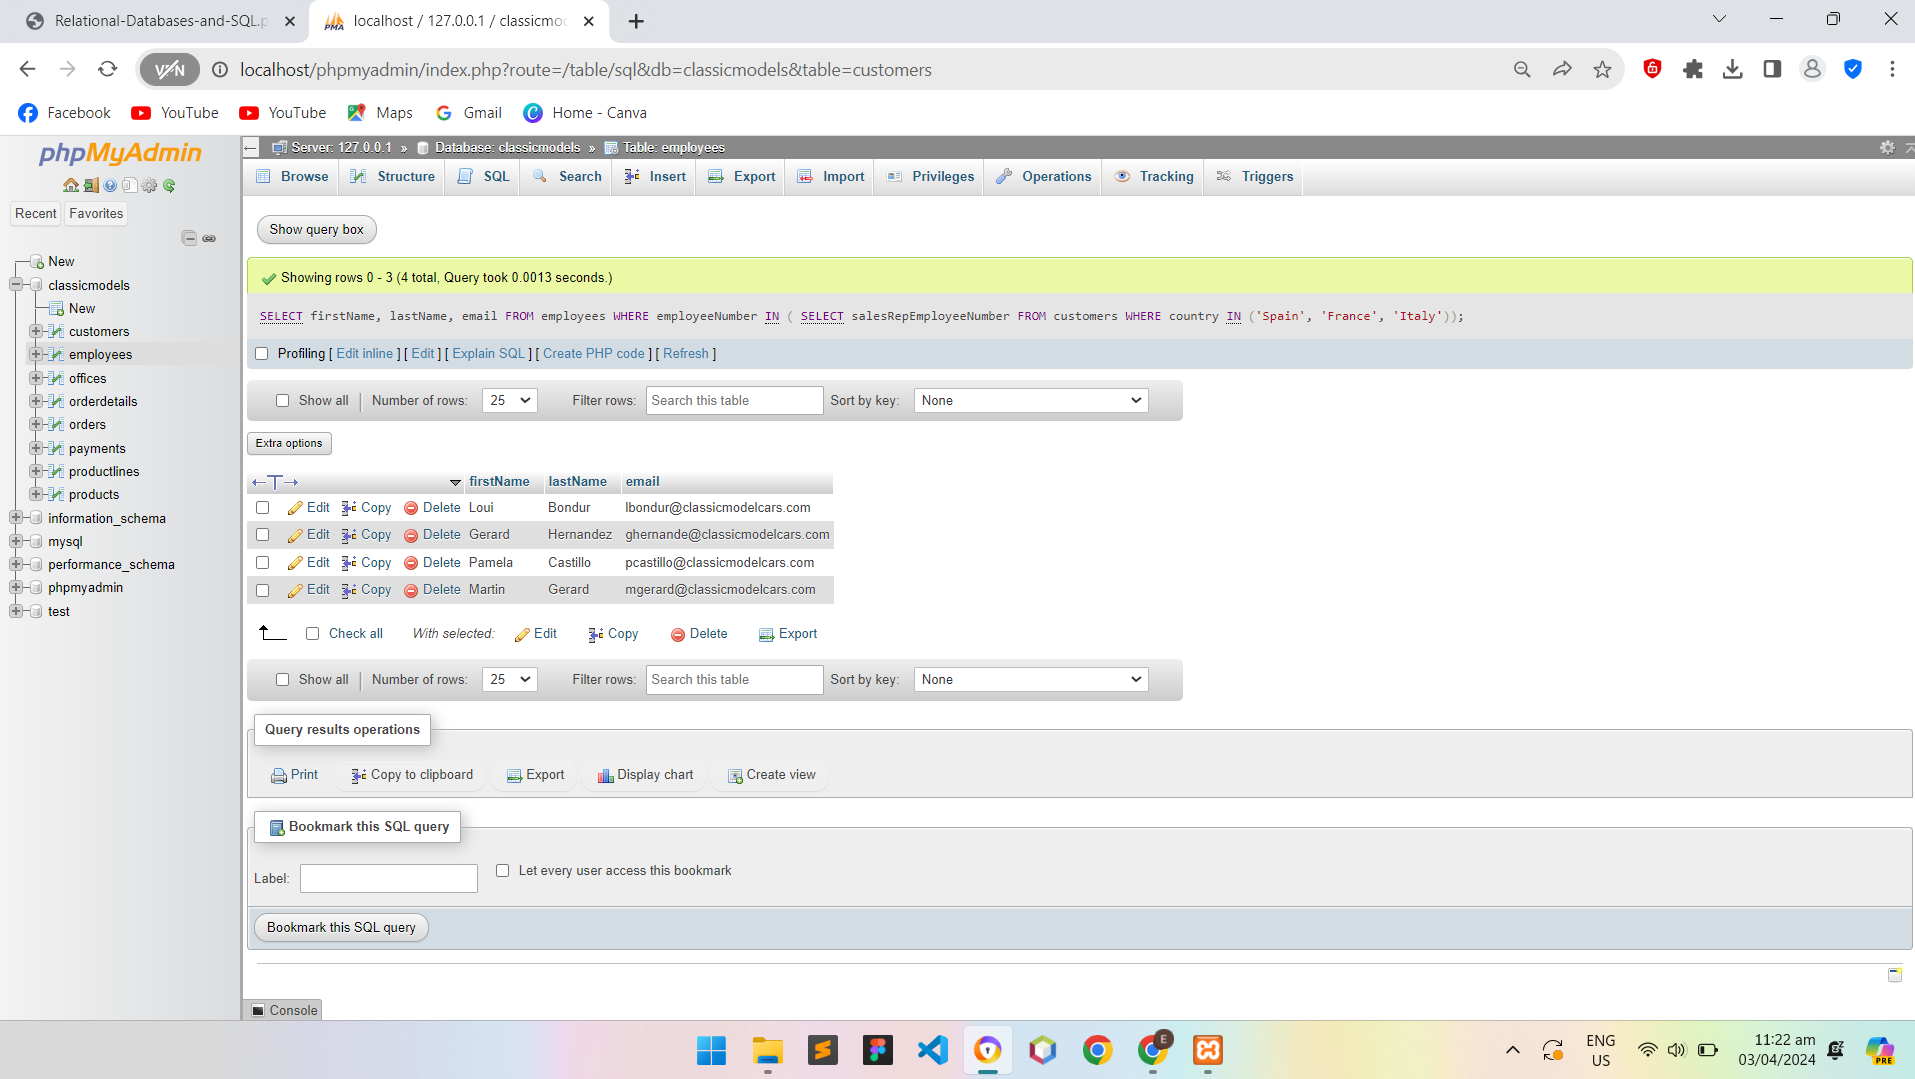 Relational-Databases-and-SQL.p
localhost / 127.0.0.1 / classicmo
VPN
localhost/phpmyadmin/index.php?route=/table/sql&db=classicmodels&table=customers
Facebook
YouTube
YouTube
Maps
Gmail
Home - Canva
phpMyAdmin
Recent
Favorites
New
classicmodels
New
customers
employees
offices
orderdetails
orders
payments
productlines
products
information_schema
mysql
performance_schema
phpmyadmin
test
Server: 127.0.0.1 » Database: classicmodels » Table: employees
Browse
Structure
SQL
Search
Insert
Export
Import
Privileges
Operations
Tracking
Triggers
Show query box
Showing rows 0 - 3 (4 total, Query took 0.0013 seconds.)
SELECT firstName, lastName, email FROM employees WHERE employeeNumber IN ( SELECT salesRepEmployeeNumber FROM customers WHERE country IN ('Spain', 'France', 'Italy'));
Profiling [ Edit inline ] [ Edit ] [ Explain SQL ] [ Create PHP code ] [ Refresh ]
Show all | Number of rows: 25 Filter rows: Search this table Sort by key: None
Extra options
firstName lastName email
Edit Copy Delete Loui Bondur lbondur@classicmodelcars.com
Edit Copy Delete Gerard Hernandez ghernande@classicmodelcars.com
Edit Copy Delete Pamela Castillo pcastillo@classicmodelcars.com
Edit Copy Delete Martin Gerard mgerard@classicmodelcars.com
Check all With selected: Edit Copy Delete Export
Show all | Number of rows: 25 Filter rows: Search this table Sort by key: None
Query results operations
Print Copy to clipboard Export Display chart Create view
Bookmark this SQL query
Label: Let every user access this bookmark
Bookmark this SQL query
Console
E
ENG
US
11:22 am
03/04/2024
PRE